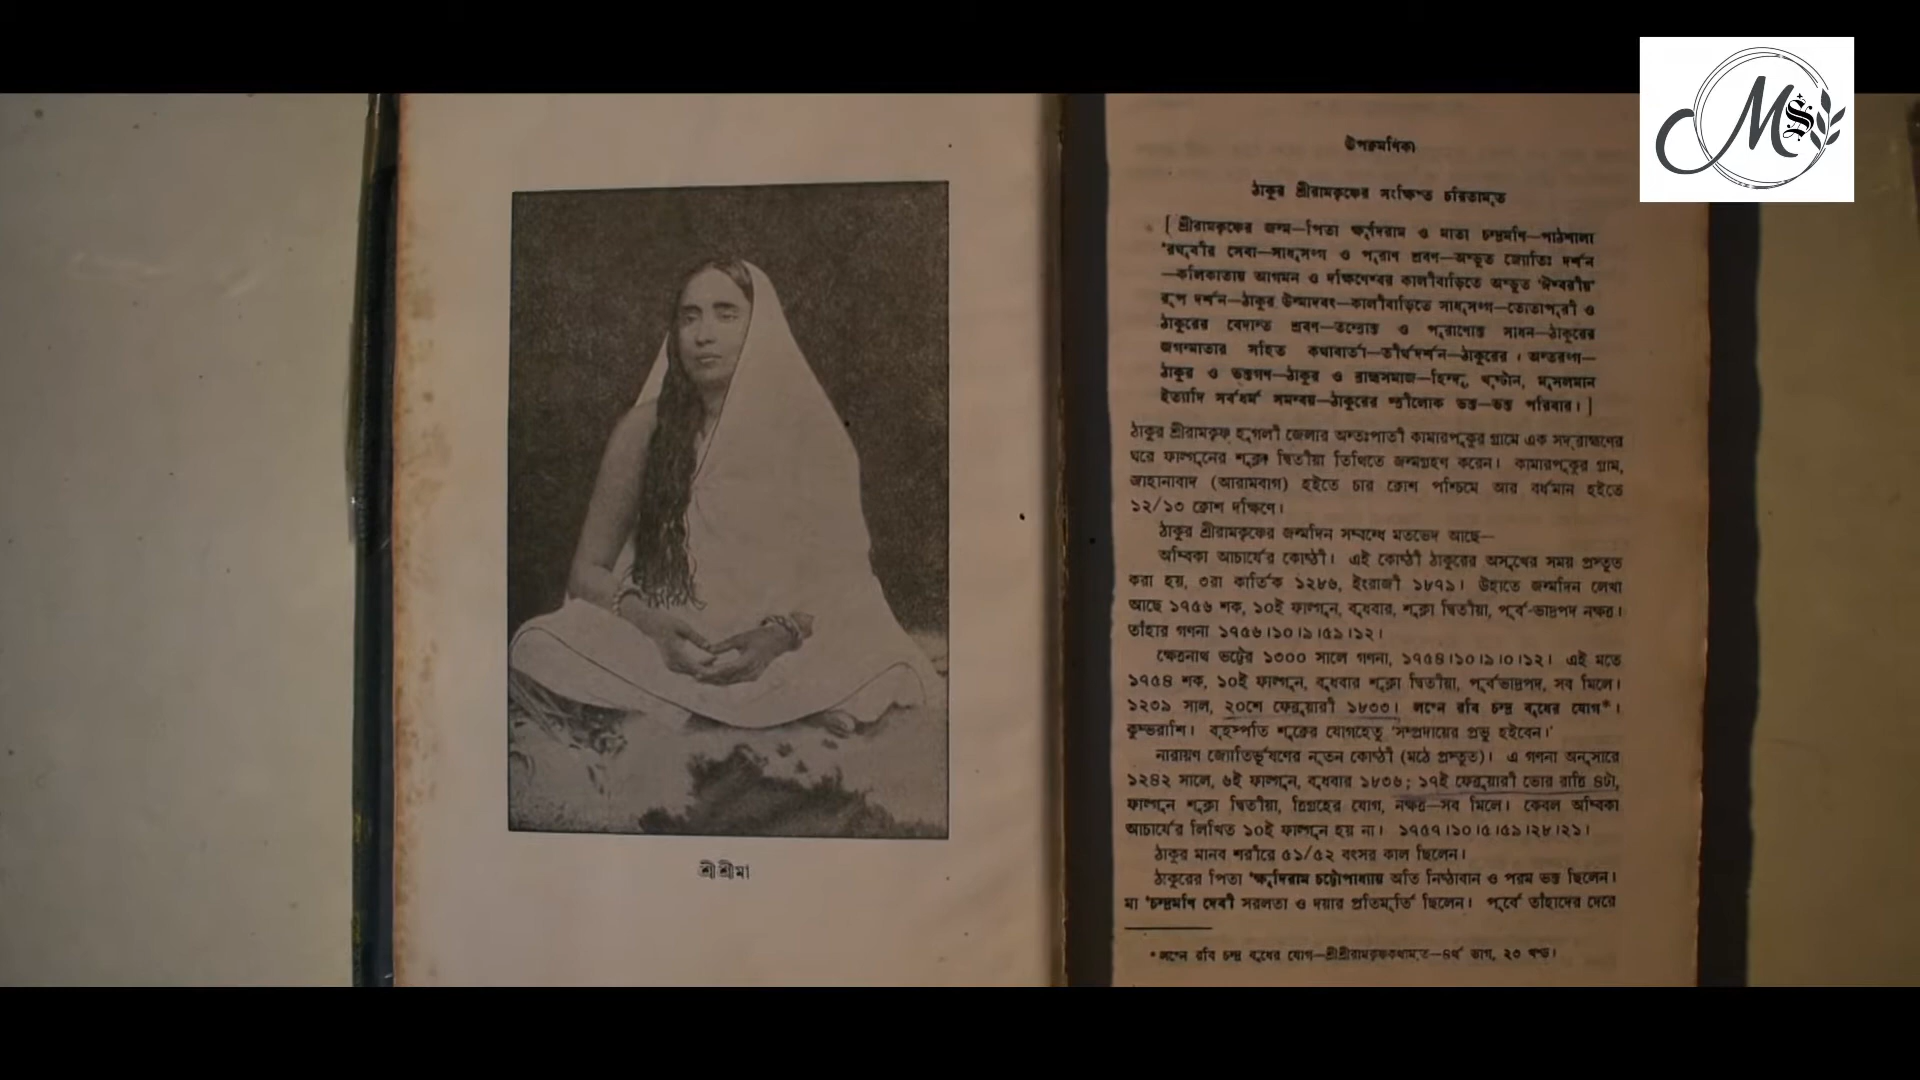 শ্রীশ্রীমা
উপক্রমণিকা
ঠাকুর শ্রীরামকৃষ্ণের সংক্ষিপ্ত চরিতামৃত
[ শ্রীরামকৃষ্ণের জন্ম—পিতা ক্ষুদিরাম ও মাতা চন্দ্রমণি—পাঠশালা
৺রঘুবীর সেবা—সাধুসঙ্গ ও পুরাণ শ্রবণ—অদ্ভুত জ্যোতিঃ দর্শন
—কলিকাতায় আগমন ও দক্ষিণেশ্বর কালীবাড়িতে অদ্ভুত ঈশ্বরীয়
রূপ দর্শন—ঠাকুর উন্মাদবৎ—কালীবাড়িতে সাধুসঙ্গ—তোতাপুরী ও
ঠাকুরের বেদান্ত শ্রবণ—তন্ত্রোক্ত ও পুরাণোক্ত সাধন—ঠাকুরের
জগন্মাতার সহিত কথাবার্তা—তীর্থদর্শন—ঠাকুরের । অন্তরঙ্গ—
ঠাকুর ও ভক্তগণ—ঠাকুর ও ব্রাহ্মসমাজ—হিন্দু, খৃষ্টান, মুসলমান
ইত্যাদি সর্বধর্ম সমন্বয়—ঠাকুরের স্ত্রীলোক ভক্ত—ভক্ত পরিবার। ]
ঠাকুর শ্রীরামকৃষ্ণ হুগলী জেলার অন্তঃপাতী কামারপুকুর গ্রামে এক সদ্‌ব্রাহ্মণের
ঘরে ফাল্গুনের শুক্লা দ্বিতীয়া তিথিতে জন্মগ্রহণ করেন। কামারপুকুর গ্রাম,
জাহানাবাদ (আরামবাগ) হইতে চার ক্রোশ পশ্চিমে আর বর্ধমান হইতে
১২/১৩ ক্রোশ দক্ষিণে।
ঠাকুর শ্রীরামকৃষ্ণের জন্মদিন সম্বন্ধে মতভেদ আছে—
অম্বিকা আচার্যের কোষ্ঠী। এই কোষ্ঠী ঠাকুরের অসুখের সময় প্রস্তুত
করা হয়, ৩রা কার্তিক ১২৮৬, ইংরাজী ১৮৭৯। উহাতে জন্মদিন লেখা
আছে ১৭৫৬ শক, ১০ই ফাল্গুন, বুধবার, শুক্লা দ্বিতীয়া, পূর্ব-ভাদ্রপদ নক্ষত্র।
তাঁহার গণনা ১৭৫৬।১০।৯।৫৯।১২।
ক্ষেত্রনাথ ভট্টের ১৩০০ সালে গণনা, ১৭৫৪।১০।৯।০।১২। এই মতে
১৭৫৪ শক, ১০ই ফাল্গুন, বুধবার শুক্লা দ্বিতীয়া, পূর্বভাদ্রপদ, সব মিলে।
১২৩৯ সাল, ২০শে ফেব্রুয়ারী ১৮৩৩। লগ্নে রবি চন্দ্র বুধের যোগ*।
কুম্ভরাশি। বৃহস্পতি শুক্রের যোগহেতু 'সম্প্রদায়ের প্রভু হইবেন।'
নারায়ণ জ্যোতির্ভূষণের নূতন কোষ্ঠী (মঠে প্রস্তুত)। এ গণনা অনুসারে
১২৪২ সালে, ৬ই ফাল্গুন, বুধবার ১৮৩৬; ১৭ই ফেব্রুয়ারী ভোর রাত্রি ৪টা,
ফাল্গুন শুক্লা দ্বিতীয়া, ত্রিগ্রহের যোগ, নক্ষত্র—সব মিলে। কেবল অম্বিকা
আচার্যের লিখিত ১০ই ফাল্গুন হয় না। ১৭৫৭।১০।৫।৫৯।২৮।২৯।
ঠাকুর মানব শরীরে ৫১/৫২ বৎসর কাল ছিলেন।
ঠাকুরের পিতা ৺ক্ষুদিরাম চট্টোপাধ্যায় অতি নিষ্ঠাবান ও পরম ভক্ত ছিলেন।
মা ৺চন্দ্রমণি দেবী সরলতা ও দয়ার প্রতিমূর্তি ছিলেন। পূর্বে তাঁহাদের দেরে
* লগ্নে রবি চন্দ্র বুধের যোগ—শ্রীশ্রীরামকৃষ্ণকথামৃত—৪র্থ ভাগ, ২৩ খণ্ড।
MS